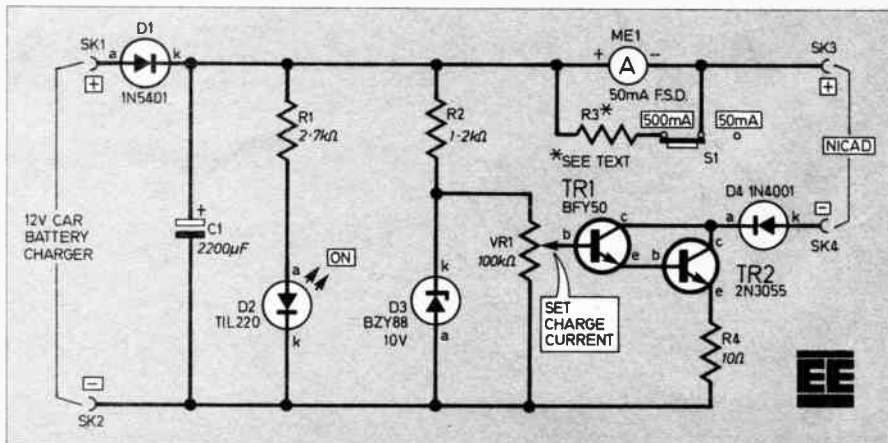 SK1
+
a
D1
k
1N5401
12V CAR
BATTERY
CHARGER
-
SK2
+
C1
2200µF
R1
2·7kΩ
a
ON
D2
TIL220
k
R2
1·2kΩ
k
D3
BZY88
10V
a
VR1
100kΩ
SET
CHARGE
CURRENT
ME1
+ A -
50mA F.S.D.
R3*
500mA
50mA
S1
*SEE TEXT
TR1
BFY50
b
c
e
b
c
e
TR2
2N3055
R4
10Ω
D4 1N4001
a
k
SK3
+
NICAD
-
SK4
EE